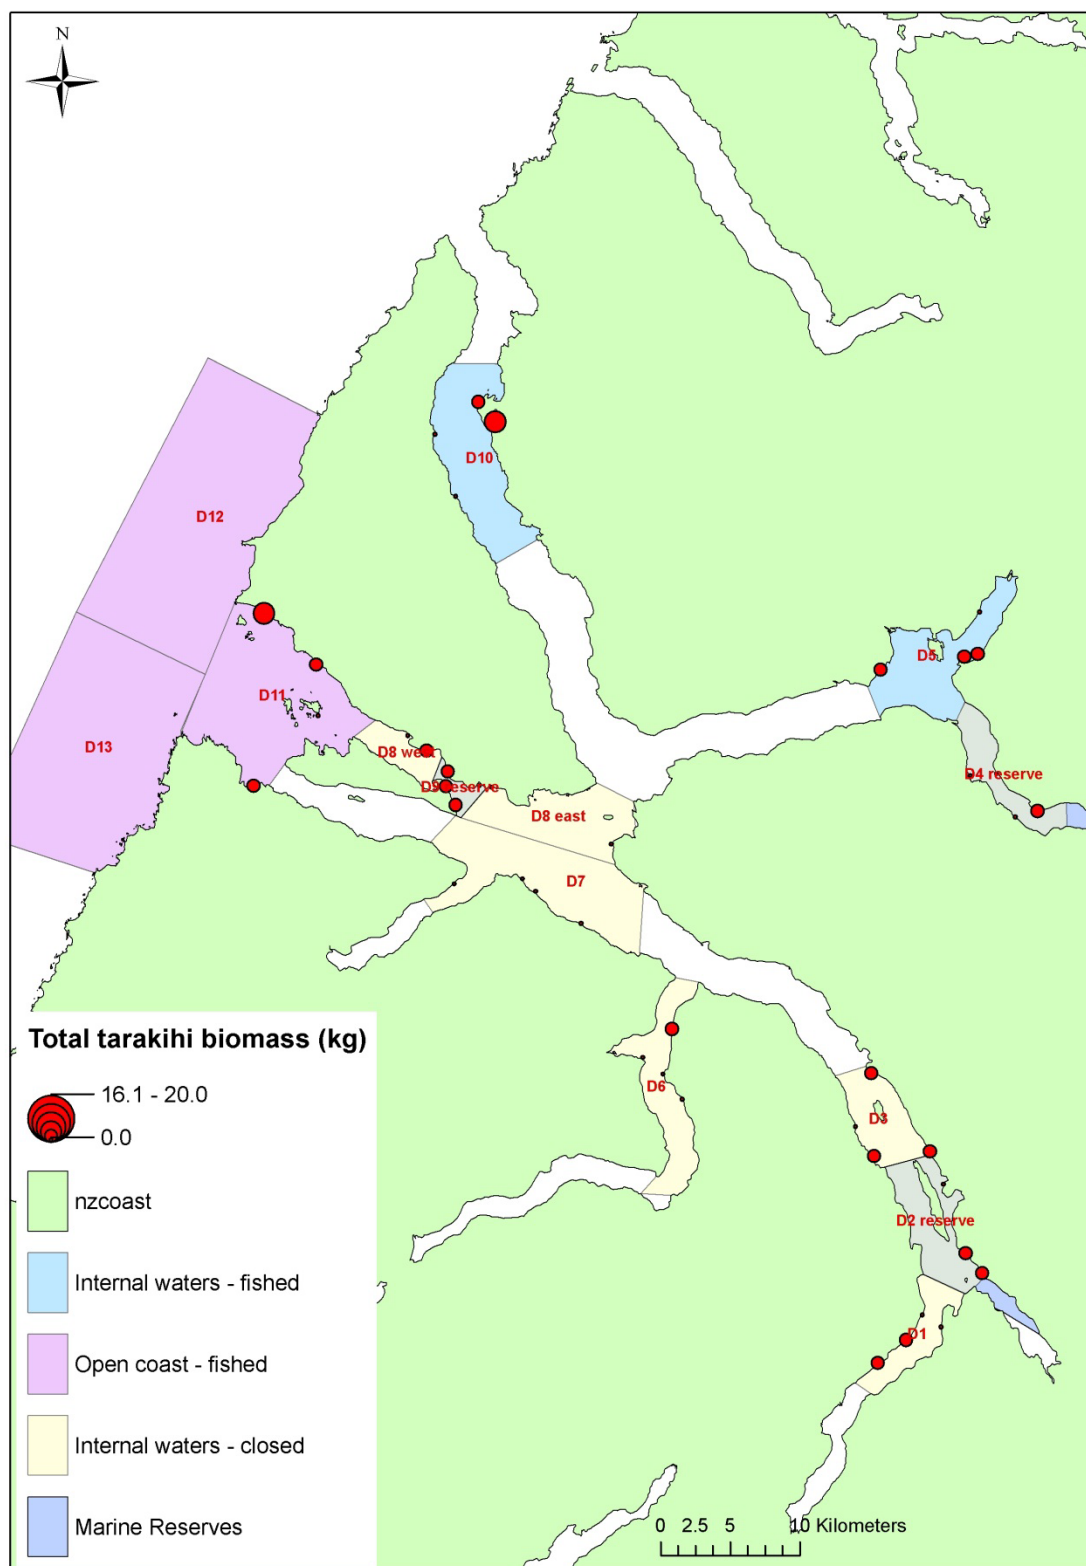 N
D10
D12
D5
D11
D13
D8 west
D4 reserve
D9 reserve
D8 east
D7
D6
D3
D2 reserve
D1
Total tarakihi biomass (kg)
16.1 - 20.0
0.0
nzcoast
Internal waters - fished
Open coast - fished
Internal waters - closed
Marine Reserves
0 2.5 5 10 Kilometers